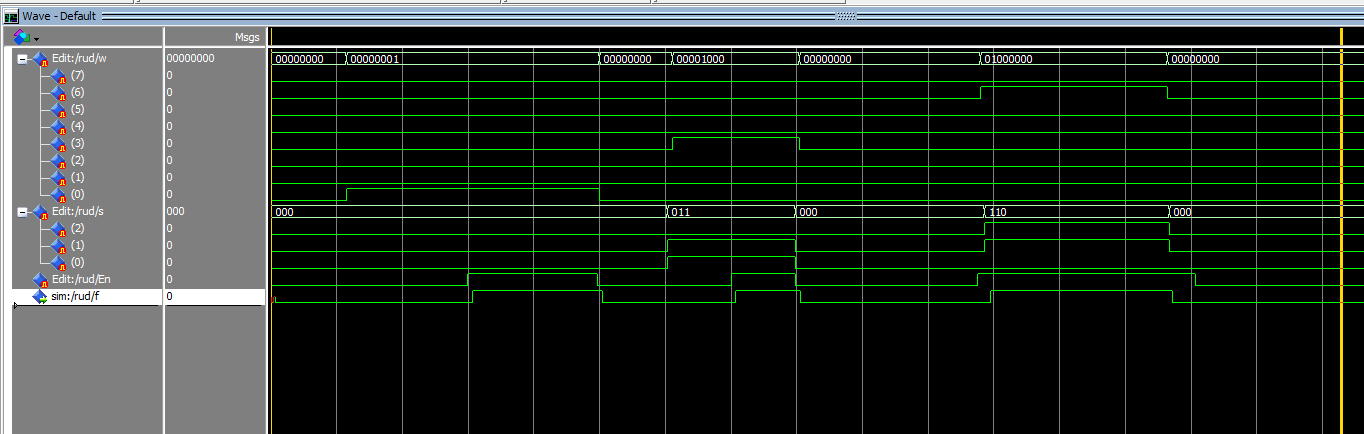 Wave - Default
Msgs
Edit:/rud/w 00000000 00000000 00000001 00000000 00001000 00000000 01000000 00000000
(7) 0
(6) 0
(5) 0
(4) 0
(3) 0
(2) 0
(1) 0
(0) 0
Edit:/rud/s 000 000 011 000 110 000
(2) 0
(1) 0
(0) 0
Edit:/rud/En 0
sim:/rud/f 0